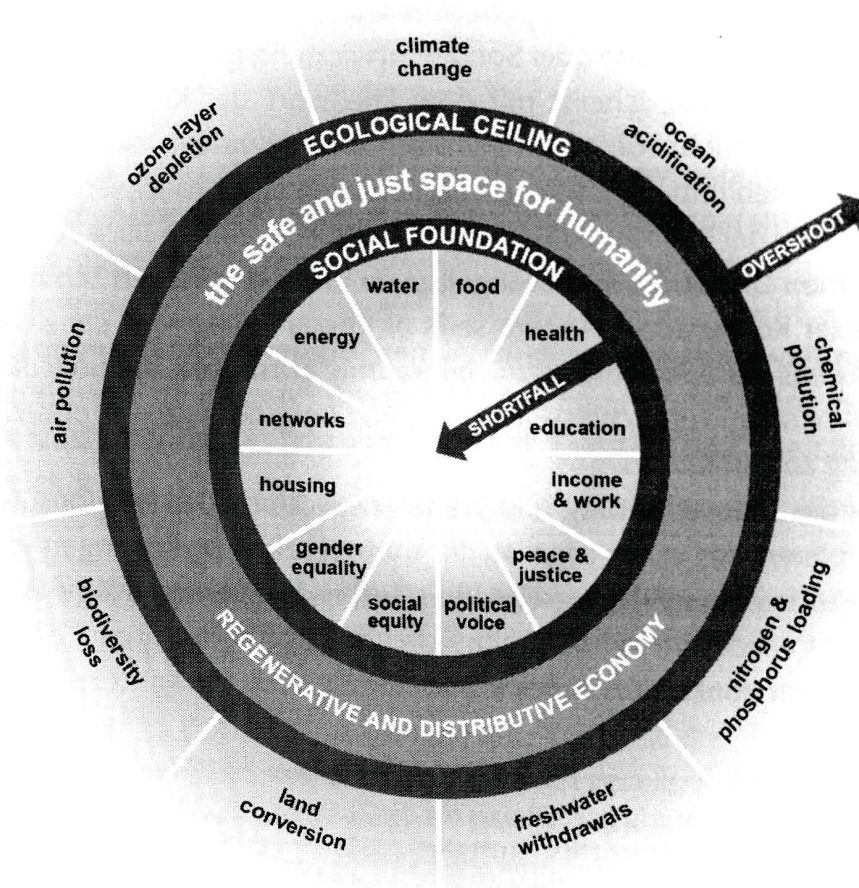 climate
change
ocean
acidification
chemical
pollution
nitrogen &
phosphorus loading
freshwater
withdrawals
land
conversion
biodiversity
loss
air pollution
ozone layer
depletion
ECOLOGICAL CEILING
the safe and just space for humanity
SOCIAL FOUNDATION
OVERSHOOT
SHORTFALL
water
food
health
education
income
& work
peace &
justice
political
voice
social
equity
gender
equality
housing
networks
energy
REGENERATIVE AND DISTRIBUTIVE ECONOMY